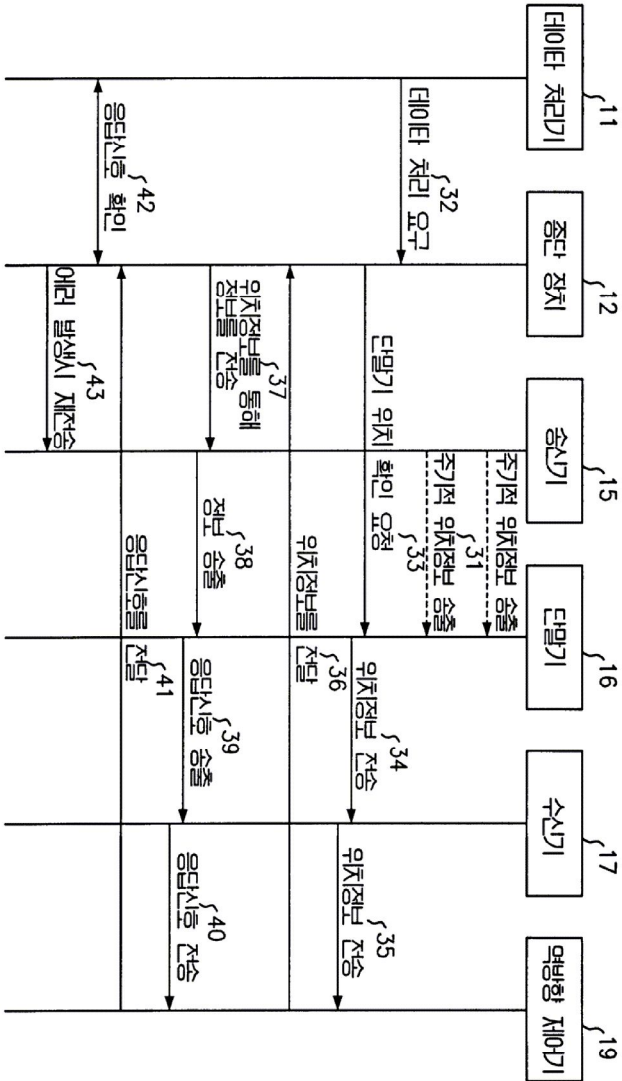 데이타 처리기
11
중단 장치
12
송신기
15
단말기
16
수신기
17
역방향 제어기
19
주기적 위치정보 송출
31
주기적 위치정보 송출
32
데이타 처리 요구
33
단말기 위치 확인 요청
34
위치정보 전송
35
위치정보 전송
36
위치정보를 전달
37
위치정보를 통해
정보를 전송
38
정보 송출
39
응답신호 송출
40
응답신호 전송
41
응답신호를 전달
42
응답신호 확인
43
에러 발생시 재전송